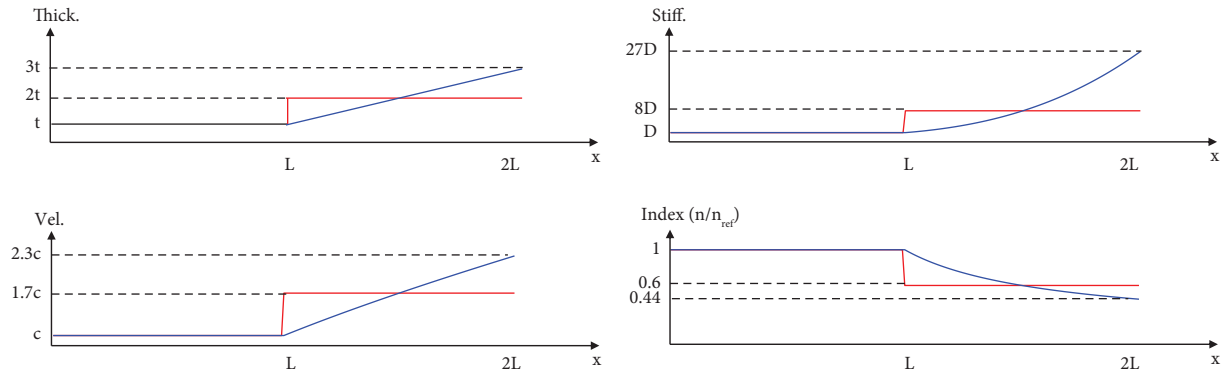 Thick.
3t
2t
t
L
2L
x
Stiff.
27D
8D
D
L
2L
x
Vel.
2.3c
1.7c
c
L
2L
x
Index (n/n_ref)
1
0.6
0.44
L
2L
x